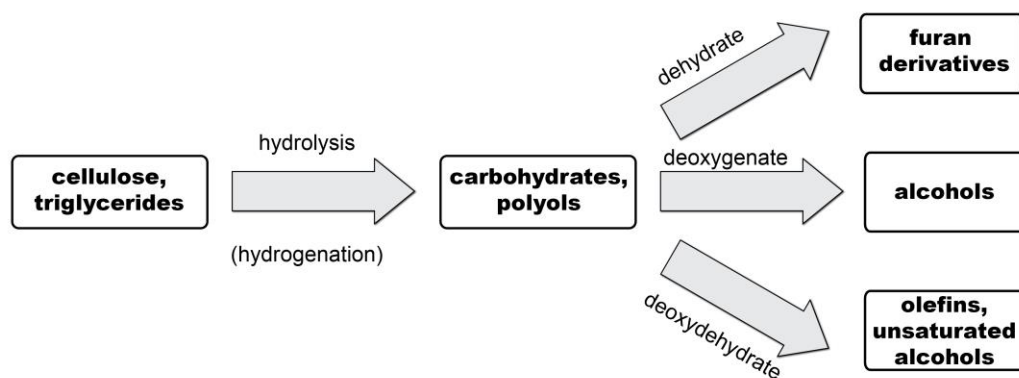 cellulose,
triglycerides
hydrolysis
(hydrogenation)
carbohydrates,
polyols
dehydrate
furan
derivatives
deoxygenate
alcohols
deoxydehydrate
olefins,
unsaturated
alcohols